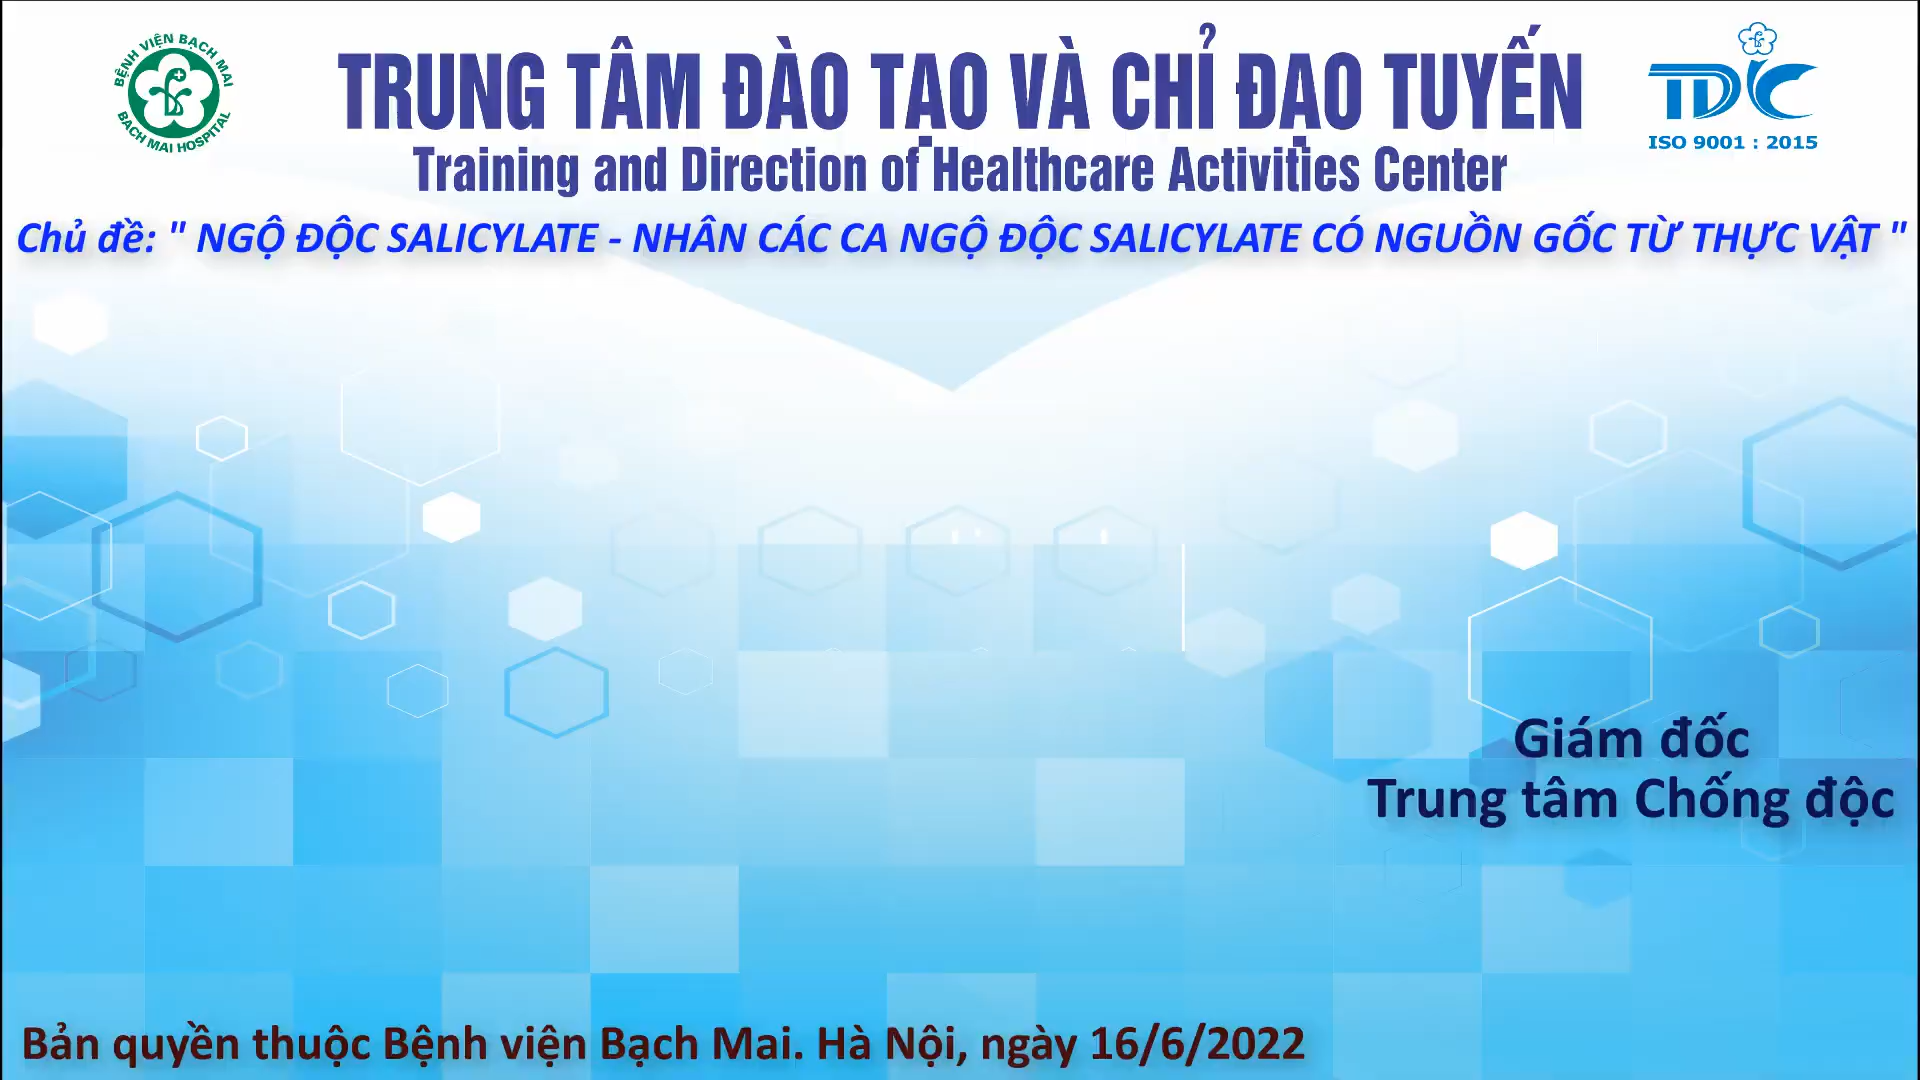 BỆNH VIỆN BẠCH MAI
BACH MAI HOSPITAL
TRUNG TÂM ĐÀO TẠO VÀ CHỈ ĐẠO TUYẾN
Training and Direction of Healthcare Activities Center
TDC
ISO 9001 : 2015
Chủ đề: " NGỘ ĐỘC SALICYLATE - NHÂN CÁC CA NGỘ ĐỘC SALICYLATE CÓ NGUỒN GỐC TỪ THỰC VẬT "
Giám đốc
Trung tâm Chống độc
Bản quyền thuộc Bệnh viện Bạch Mai. Hà Nội, ngày 16/6/2022